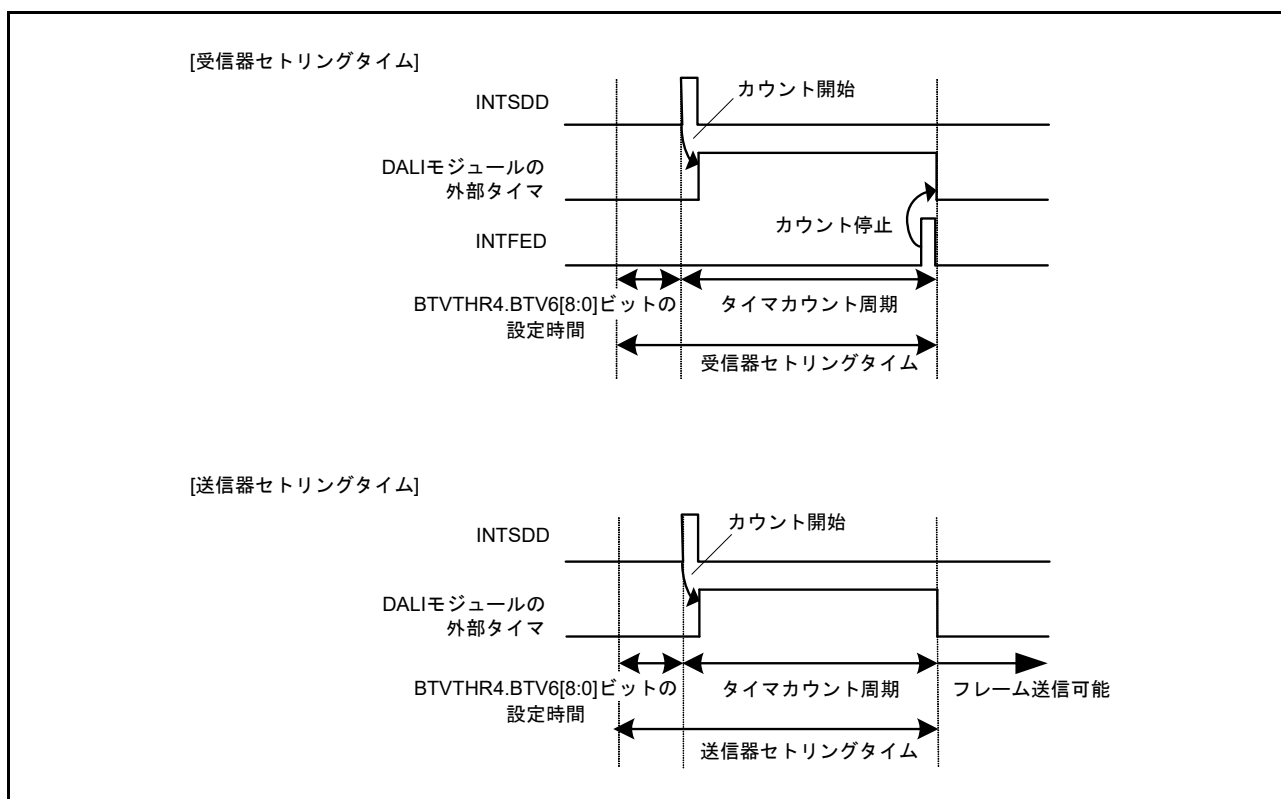 [受信器セトリングタイム]
INTSDD
カウント開始
DALIモジュールの
外部タイマ
カウント停止
INTFED
BTVTHR4.BTV6[8:0]ビットの
設定時間
タイマカウント周期
受信器セトリングタイム
[送信器セトリングタイム]
INTSDD
カウント開始
DALIモジュールの
外部タイマ
BTVTHR4.BTV6[8:0]ビットの
設定時間
タイマカウント周期
フレーム送信可能
送信器セトリングタイム